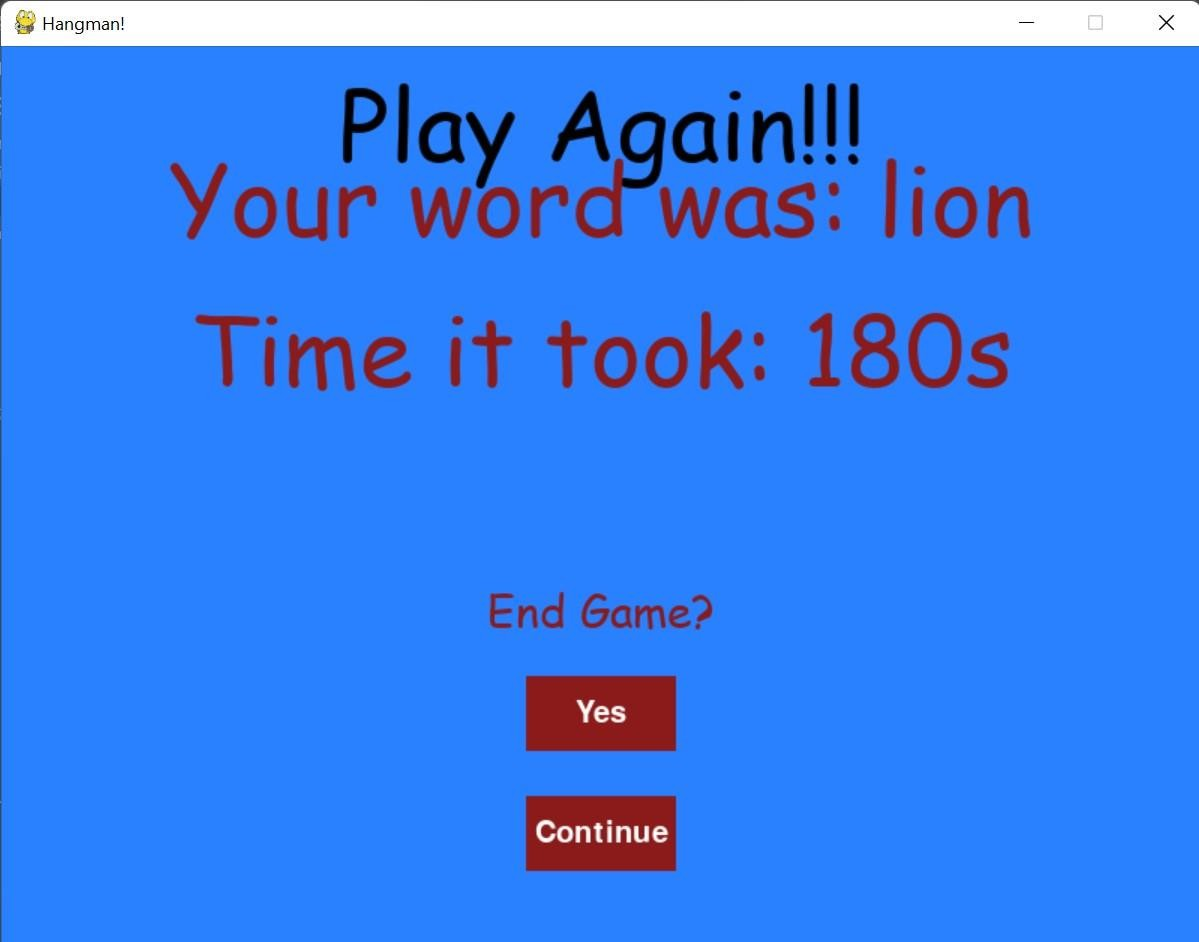 Hangman!
Play Again!!!
Your word was: lion
Time it took: 180s
End Game?
Yes
Continue